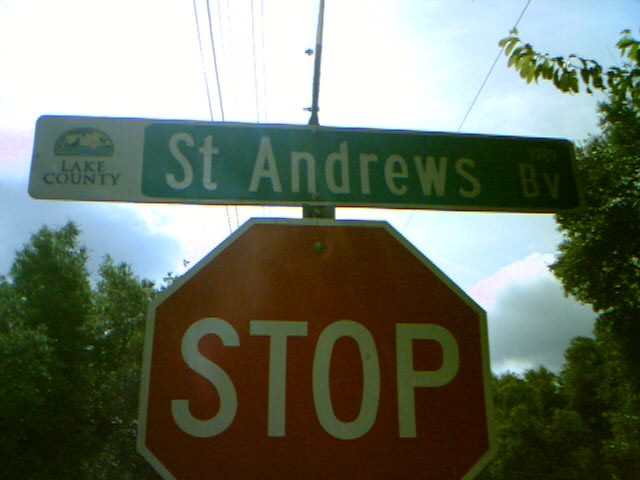 LAKE
COUNTY
St Andrews Bv
STOP